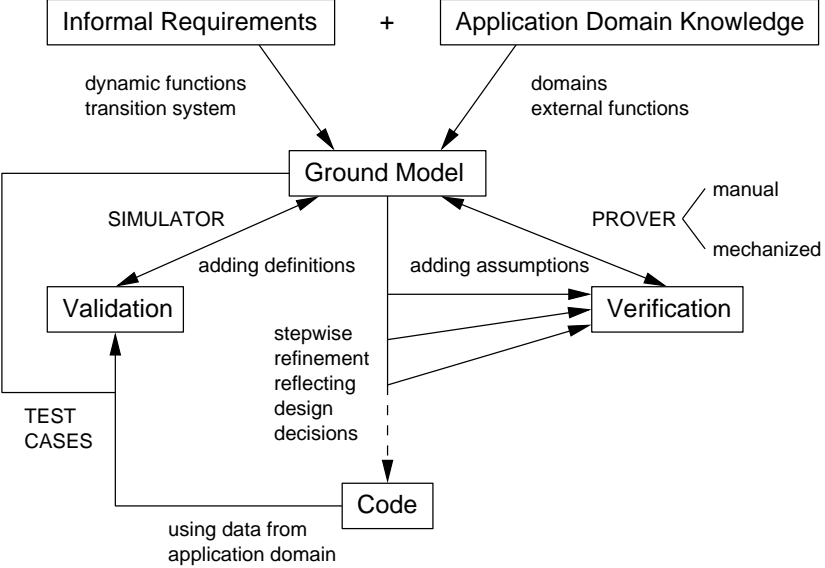 Informal Requirements
+
Application Domain Knowledge
dynamic functions
transition system
domains
external functions
Ground Model
manual
SIMULATOR
PROVER
mechanized
adding definitions
adding assumptions
Validation
Verification
stepwise
refinement
reflecting
design
decisions
TEST
CASES
Code
using data from
application domain